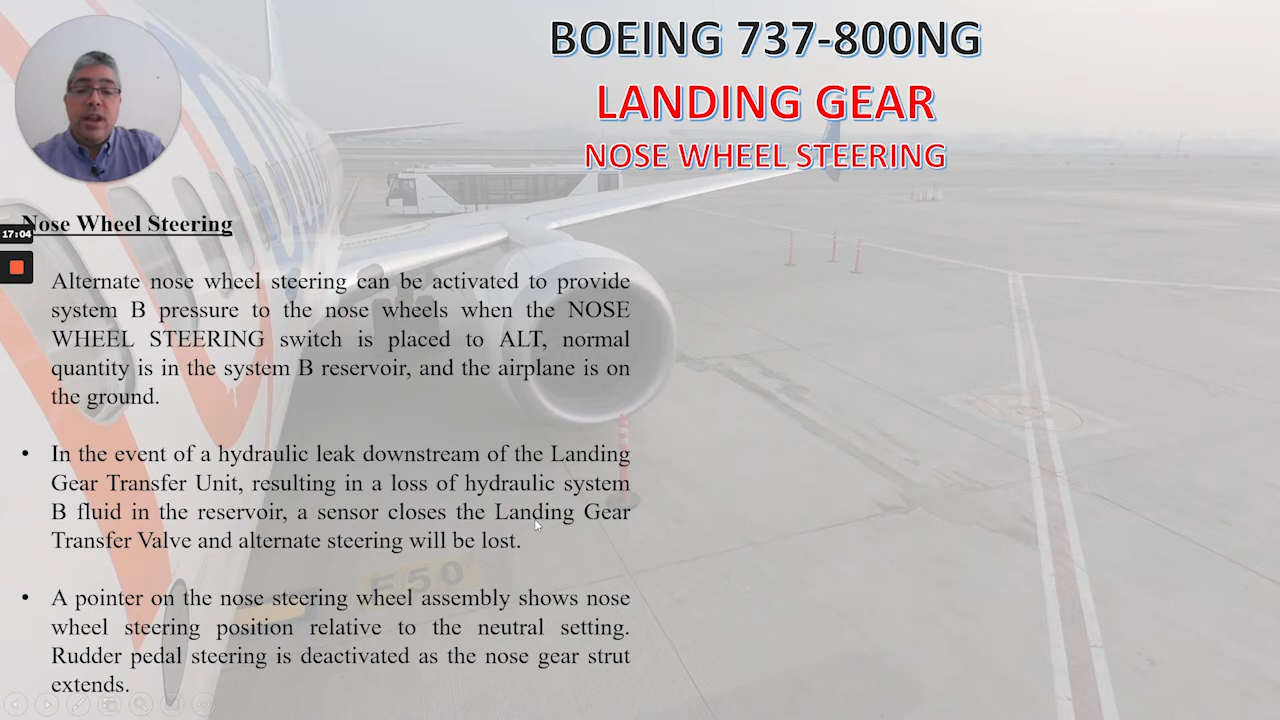 BOEING 737-800NG
LANDING GEAR
NOSE WHEEL STEERING
Nose Wheel Steering
17:04
Alternate nose wheel steering can be activated to provide
system B pressure to the nose wheels when the NOSE
WHEEL STEERING switch is placed to ALT, normal
quantity is in the system B reservoir, and the airplane is on
the ground.
• In the event of a hydraulic leak downstream of the Landing
Gear Transfer Unit, resulting in a loss of hydraulic system
B fluid in the reservoir, a sensor closes the Landing Gear
Transfer Valve and alternate steering will be lost.
E50
• A pointer on the nose steering wheel assembly shows nose
wheel steering position relative to the neutral setting.
Rudder pedal steering is deactivated as the nose gear strut
extends.